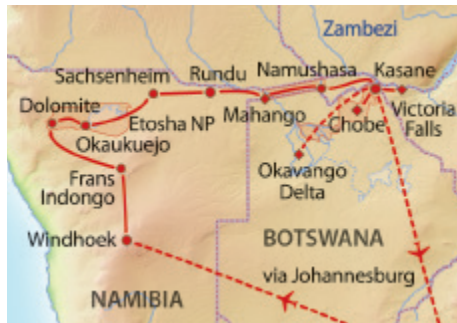 Zambezi
Sachsenheim
Rundu
Namushasa
Kasane
Dolomite
Etosha NP
Mahango
Chobe
Victoria
Falls
Okaukuejo
Frans
Indongo
Okavango
Delta
Windhoek
BOTSWANA
via Johannesburg
NAMIBIA